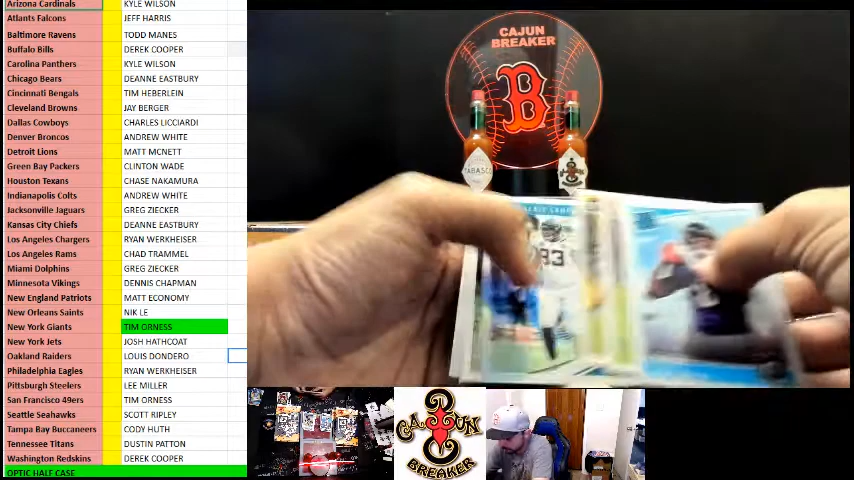 Arizona Cardinals KYLE WILSON
Atlants Falcons JEFF HARRIS
Baltimore Ravens TODD MANES
Buffalo Bills DEREK COOPER
Carolina Panthers KYLE WILSON
Chicago Bears DEANNE EASTBURY
Cincinnati Bengals TIM HEBERLEIN
Cleveland Browns JAY BERGER
Dallas Cowboys CHARLES LICCIARDI
Denver Broncos ANDREW WHITE
Detroit Lions MATT MCNETT
Green Bay Packers CLINTON WADE
Houston Texans CHASE NAKAMURA
Indianapolis Colts ANDREW WHITE
Jacksonville Jaguars GREG ZIECKER
Kansas City Chiefs DEANNE EASTBURY
Los Angeles Chargers RYAN WERKHEISER
Los Angeles Rams CHAD TRAMMEL
Miami Dolphins GREG ZIECKER
Minnesota Vikings DENNIS CHAPMAN
New England Patriots MATT ECONOMY
New Orleans Saints NIK LE
New York Giants TIM ORNESS
New York Jets JOSH HATHCOAT
Oakland Raiders LOUIS DONDERO
Philadelphia Eagles RYAN WERKHEISER
Pittsburgh Steelers LEE MILLER
San Francisco 49ers TIM ORNESS
Seattle Seahawks SCOTT RIPLEY
Tampa Bay Buccaneers CODY HUTH
Tennessee Titans DUSTIN PATTON
Washington Redskins DEREK COOPER
OPTIC HALF CASE
CAJUN
BREAKER
B
TABASCO
83
CAJUN
BREAKER